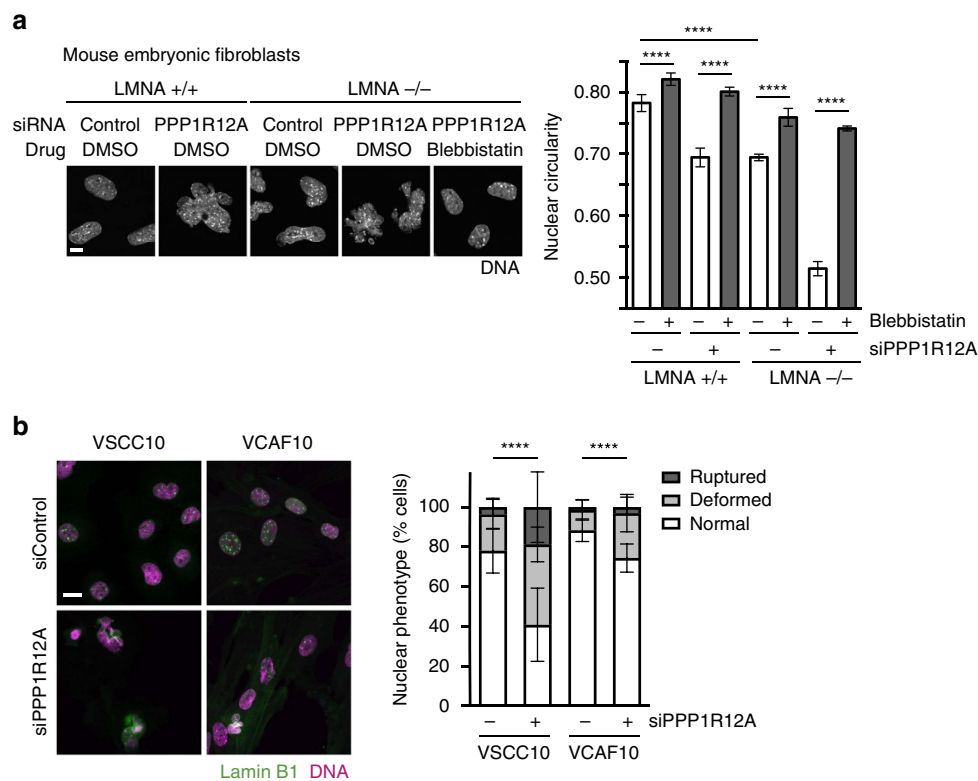 a
Mouse embryonic fibroblasts
LMNA +/+ LMNA –/–
siRNA Control PPP1R12A Control PPP1R12A PPP1R12A
Drug DMSO DMSO DMSO DMSO Blebbistatin
DNA
Nuclear circularity
0.80
0.70
0.60
0.50
**** **** **** **** ****
– + – + – + – + Blebbistatin
– + – + siPPP1R12A
LMNA +/+ LMNA –/–
b
VSCC10 VCAF10
siControl
siPPP1R12A
Lamin B1 DNA
Nuclear phenotype (% cells)
100
80
60
40
20
0
**** ****
Ruptured
Deformed
Normal
– + – + siPPP1R12A
VSCC10 VCAF10